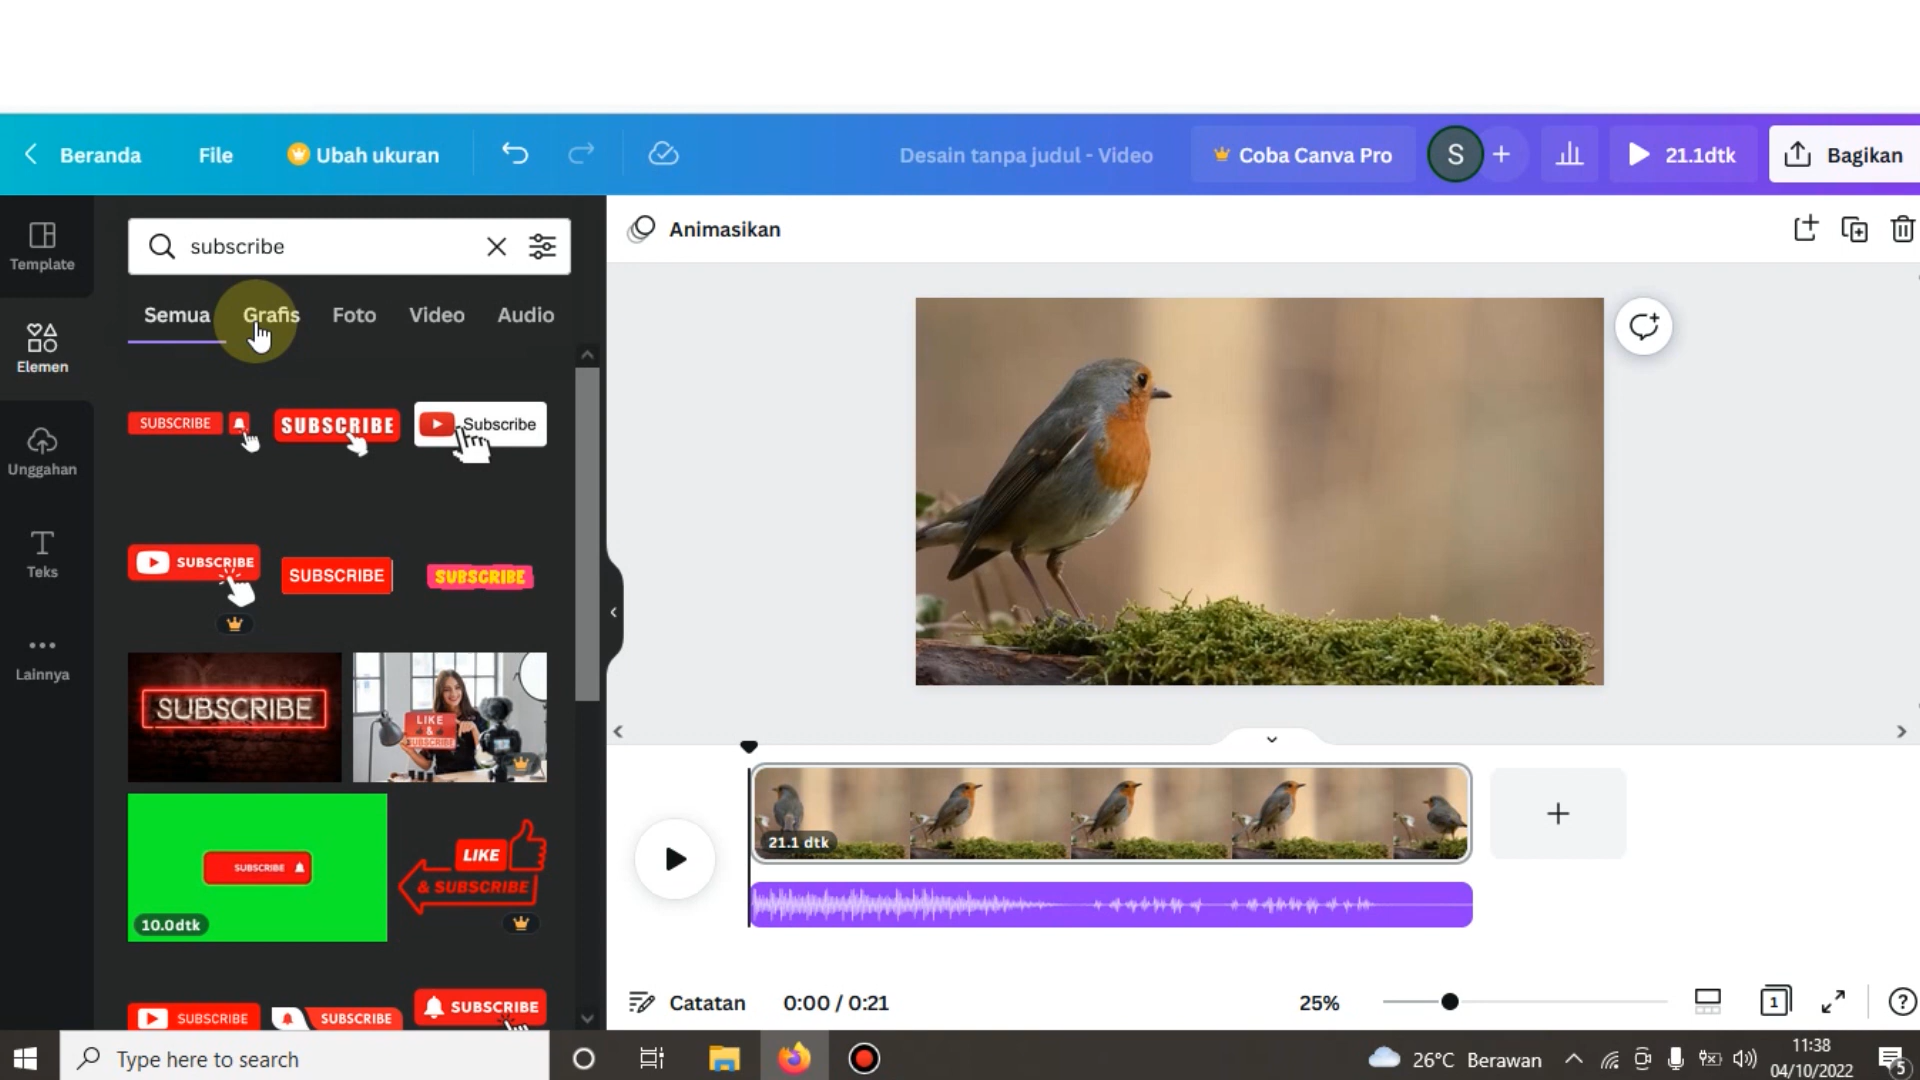 Beranda
File
Ubah ukuran
Desain tanpa judul - Video
Coba Canva Pro
S
21.1dtk
Bagikan
Template
Elemen
Unggahan
Teks
Lainnya
subscribe
Semua
Grafis
Foto
Video
Audio
SUBSCRIBE
SUBSCRIBE
Subscribe
SUBSCRIBE
SUBSCRIBE
SUBSCRIBE
SUBSCRIBE
LIKE
&
SUBSCRIBE
SUBSCRIBE
10.0dtk
LIKE
& SUBSCRIBE
SUBSCRIBE
SUBSCRIBE
SUBSCRIBE
Animasikan
21.1 dtk
Catatan
0:00 / 0:21
25%
1
?
Type here to search
26°C Berawan
11:38
04/10/2022
5